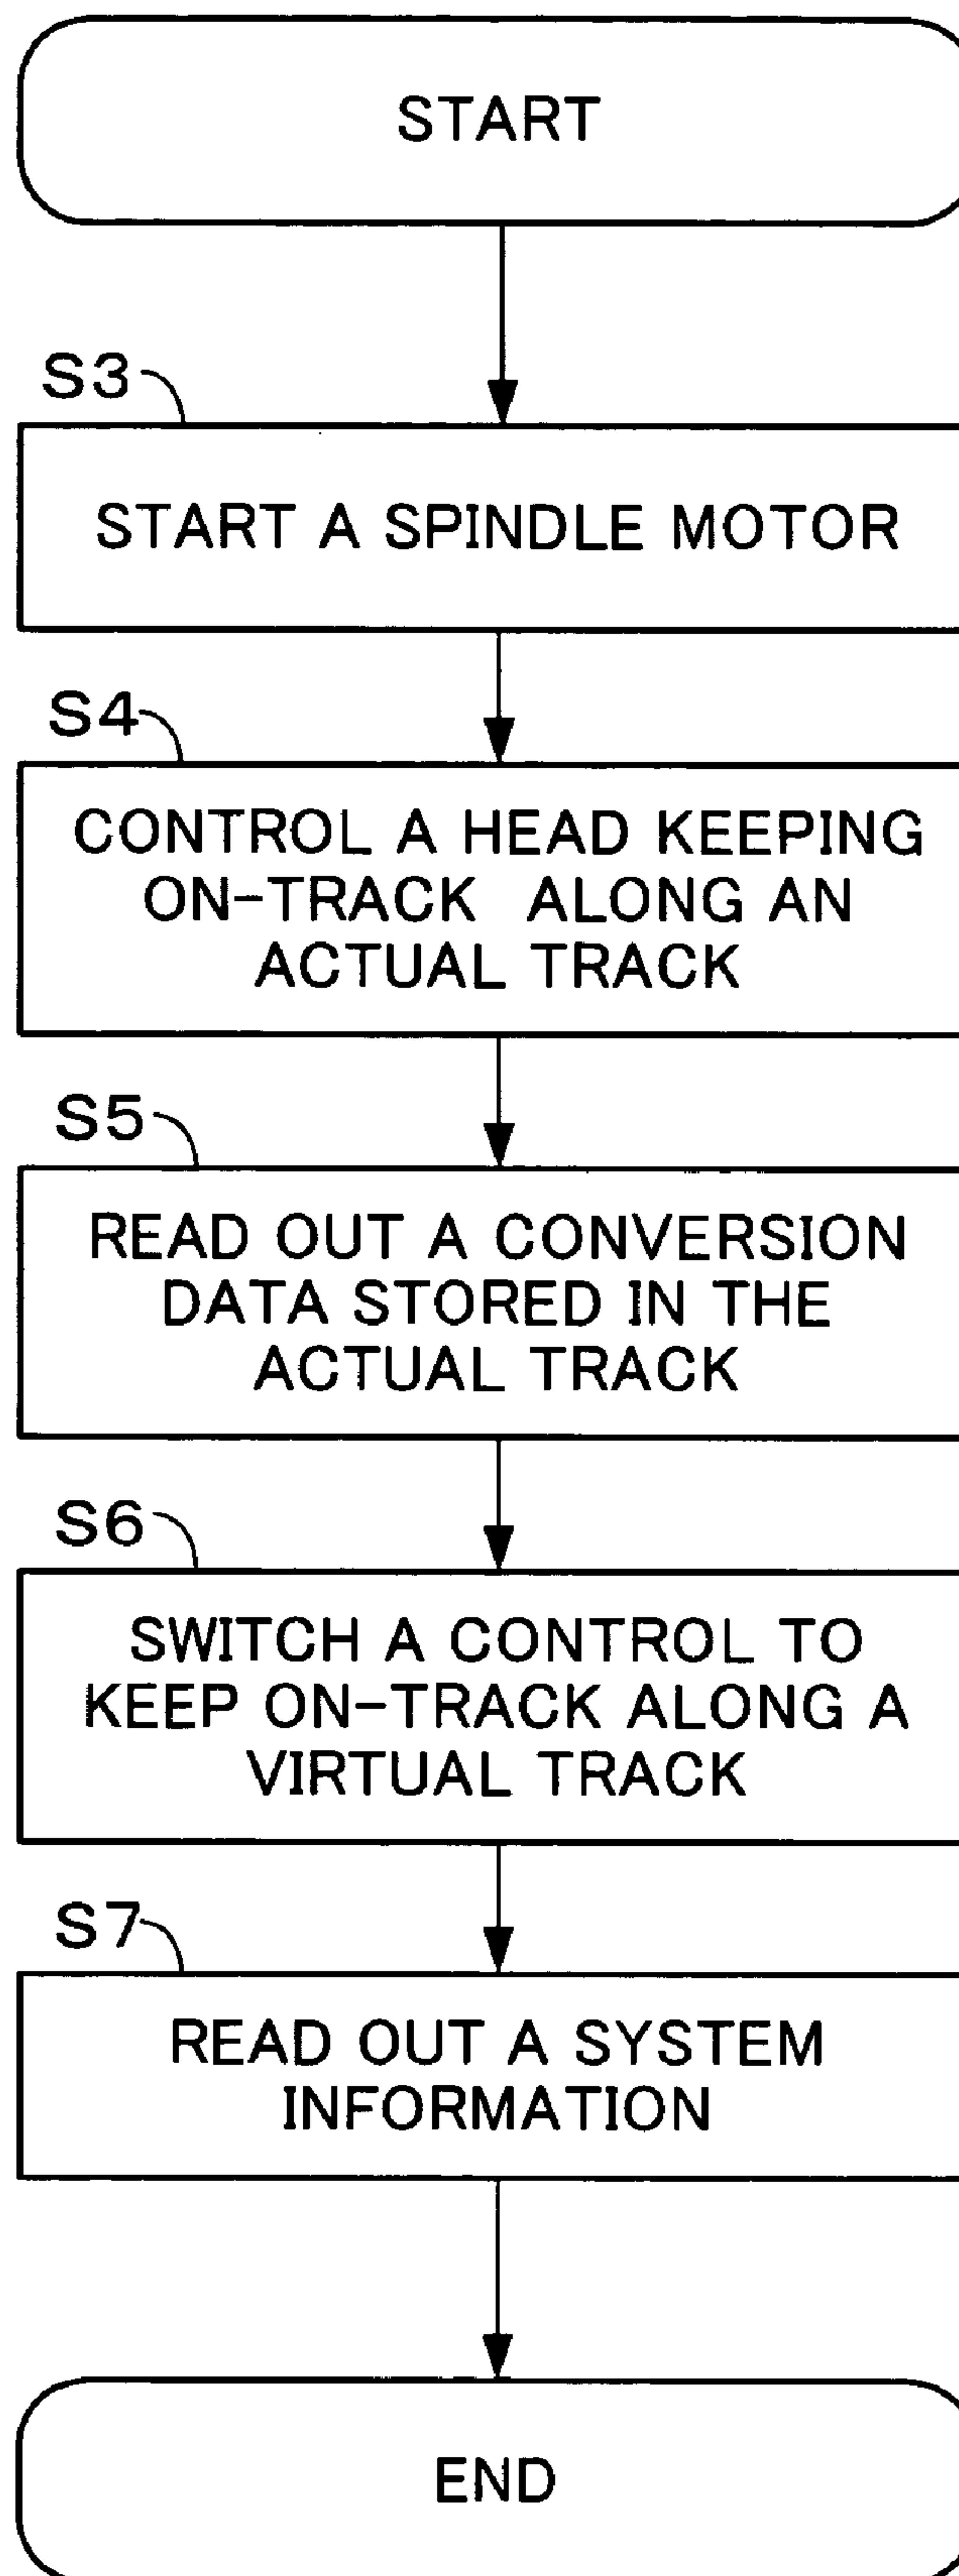 START
S3
START A SPINDLE MOTOR
S4
CONTROL A HEAD KEEPING
ON-TRACK ALONG AN
ACTUAL TRACK
S5
READ OUT A CONVERSION
DATA STORED IN THE
ACTUAL TRACK
S6
SWITCH A CONTROL TO
KEEP ON-TRACK ALONG A
VIRTUAL TRACK
S7
READ OUT A SYSTEM
INFORMATION
END